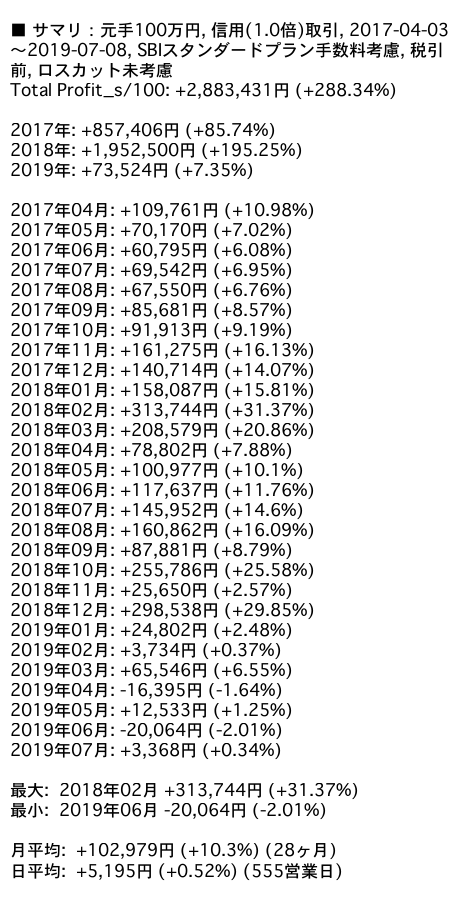 ■ サマリ：元手100万円, 信用(1.0倍)取引, 2017-04-03
〜2019-07-08, SBIスタンダードプラン手数料考慮, 税引
前, ロスカット未考慮
Total Profit_s/100: +2,883,431円 (+288.34%)
2017年: +857,406円 (+85.74%)
2018年: +1,952,500円 (+195.25%)
2019年: +73,524円 (+7.35%)
2017年04月: +109,761円 (+10.98%)
2017年05月: +70,170円 (+7.02%)
2017年06月: +60,795円 (+6.08%)
2017年07月: +69,542円 (+6.95%)
2017年08月: +67,550円 (+6.76%)
2017年09月: +85,681円 (+8.57%)
2017年10月: +91,913円 (+9.19%)
2017年11月: +161,275円 (+16.13%)
2017年12月: +140,714円 (+14.07%)
2018年01月: +158,087円 (+15.81%)
2018年02月: +313,744円 (+31.37%)
2018年03月: +208,579円 (+20.86%)
2018年04月: +78,802円 (+7.88%)
2018年05月: +100,977円 (+10.1%)
2018年06月: +117,637円 (+11.76%)
2018年07月: +145,952円 (+14.6%)
2018年08月: +160,862円 (+16.09%)
2018年09月: +87,881円 (+8.79%)
2018年10月: +255,786円 (+25.58%)
2018年11月: +25,650円 (+2.57%)
2018年12月: +298,538円 (+29.85%)
2019年01月: +24,802円 (+2.48%)
2019年02月: +3,734円 (+0.37%)
2019年03月: +65,546円 (+6.55%)
2019年04月: -16,395円 (-1.64%)
2019年05月: +12,533円 (+1.25%)
2019年06月: -20,064円 (-2.01%)
2019年07月: +3,368円 (+0.34%)
最大: 2018年02月 +313,744円 (+31.37%)
最小: 2019年06月 -20,064円 (-2.01%)
月平均: +102,979円 (+10.3%) (28ヶ月)
日平均: +5,195円 (+0.52%) (555営業日)